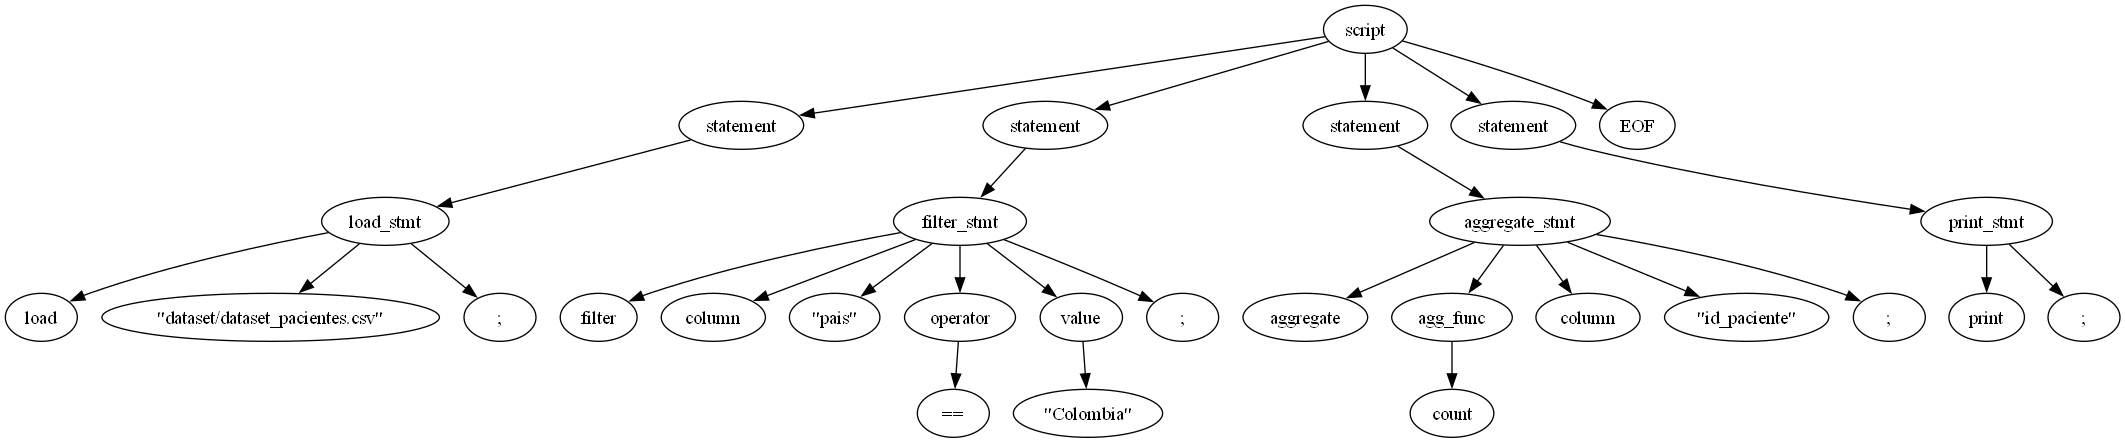 script
statement statement statement statement EOF
load_stmt filter_stmt aggregate_stmt print_stmt
load "dataset/dataset_pacientes.csv" ; filter column "pais" operator value ; aggregate agg_func column "id_paciente" ; print ;
== "Colombia" count